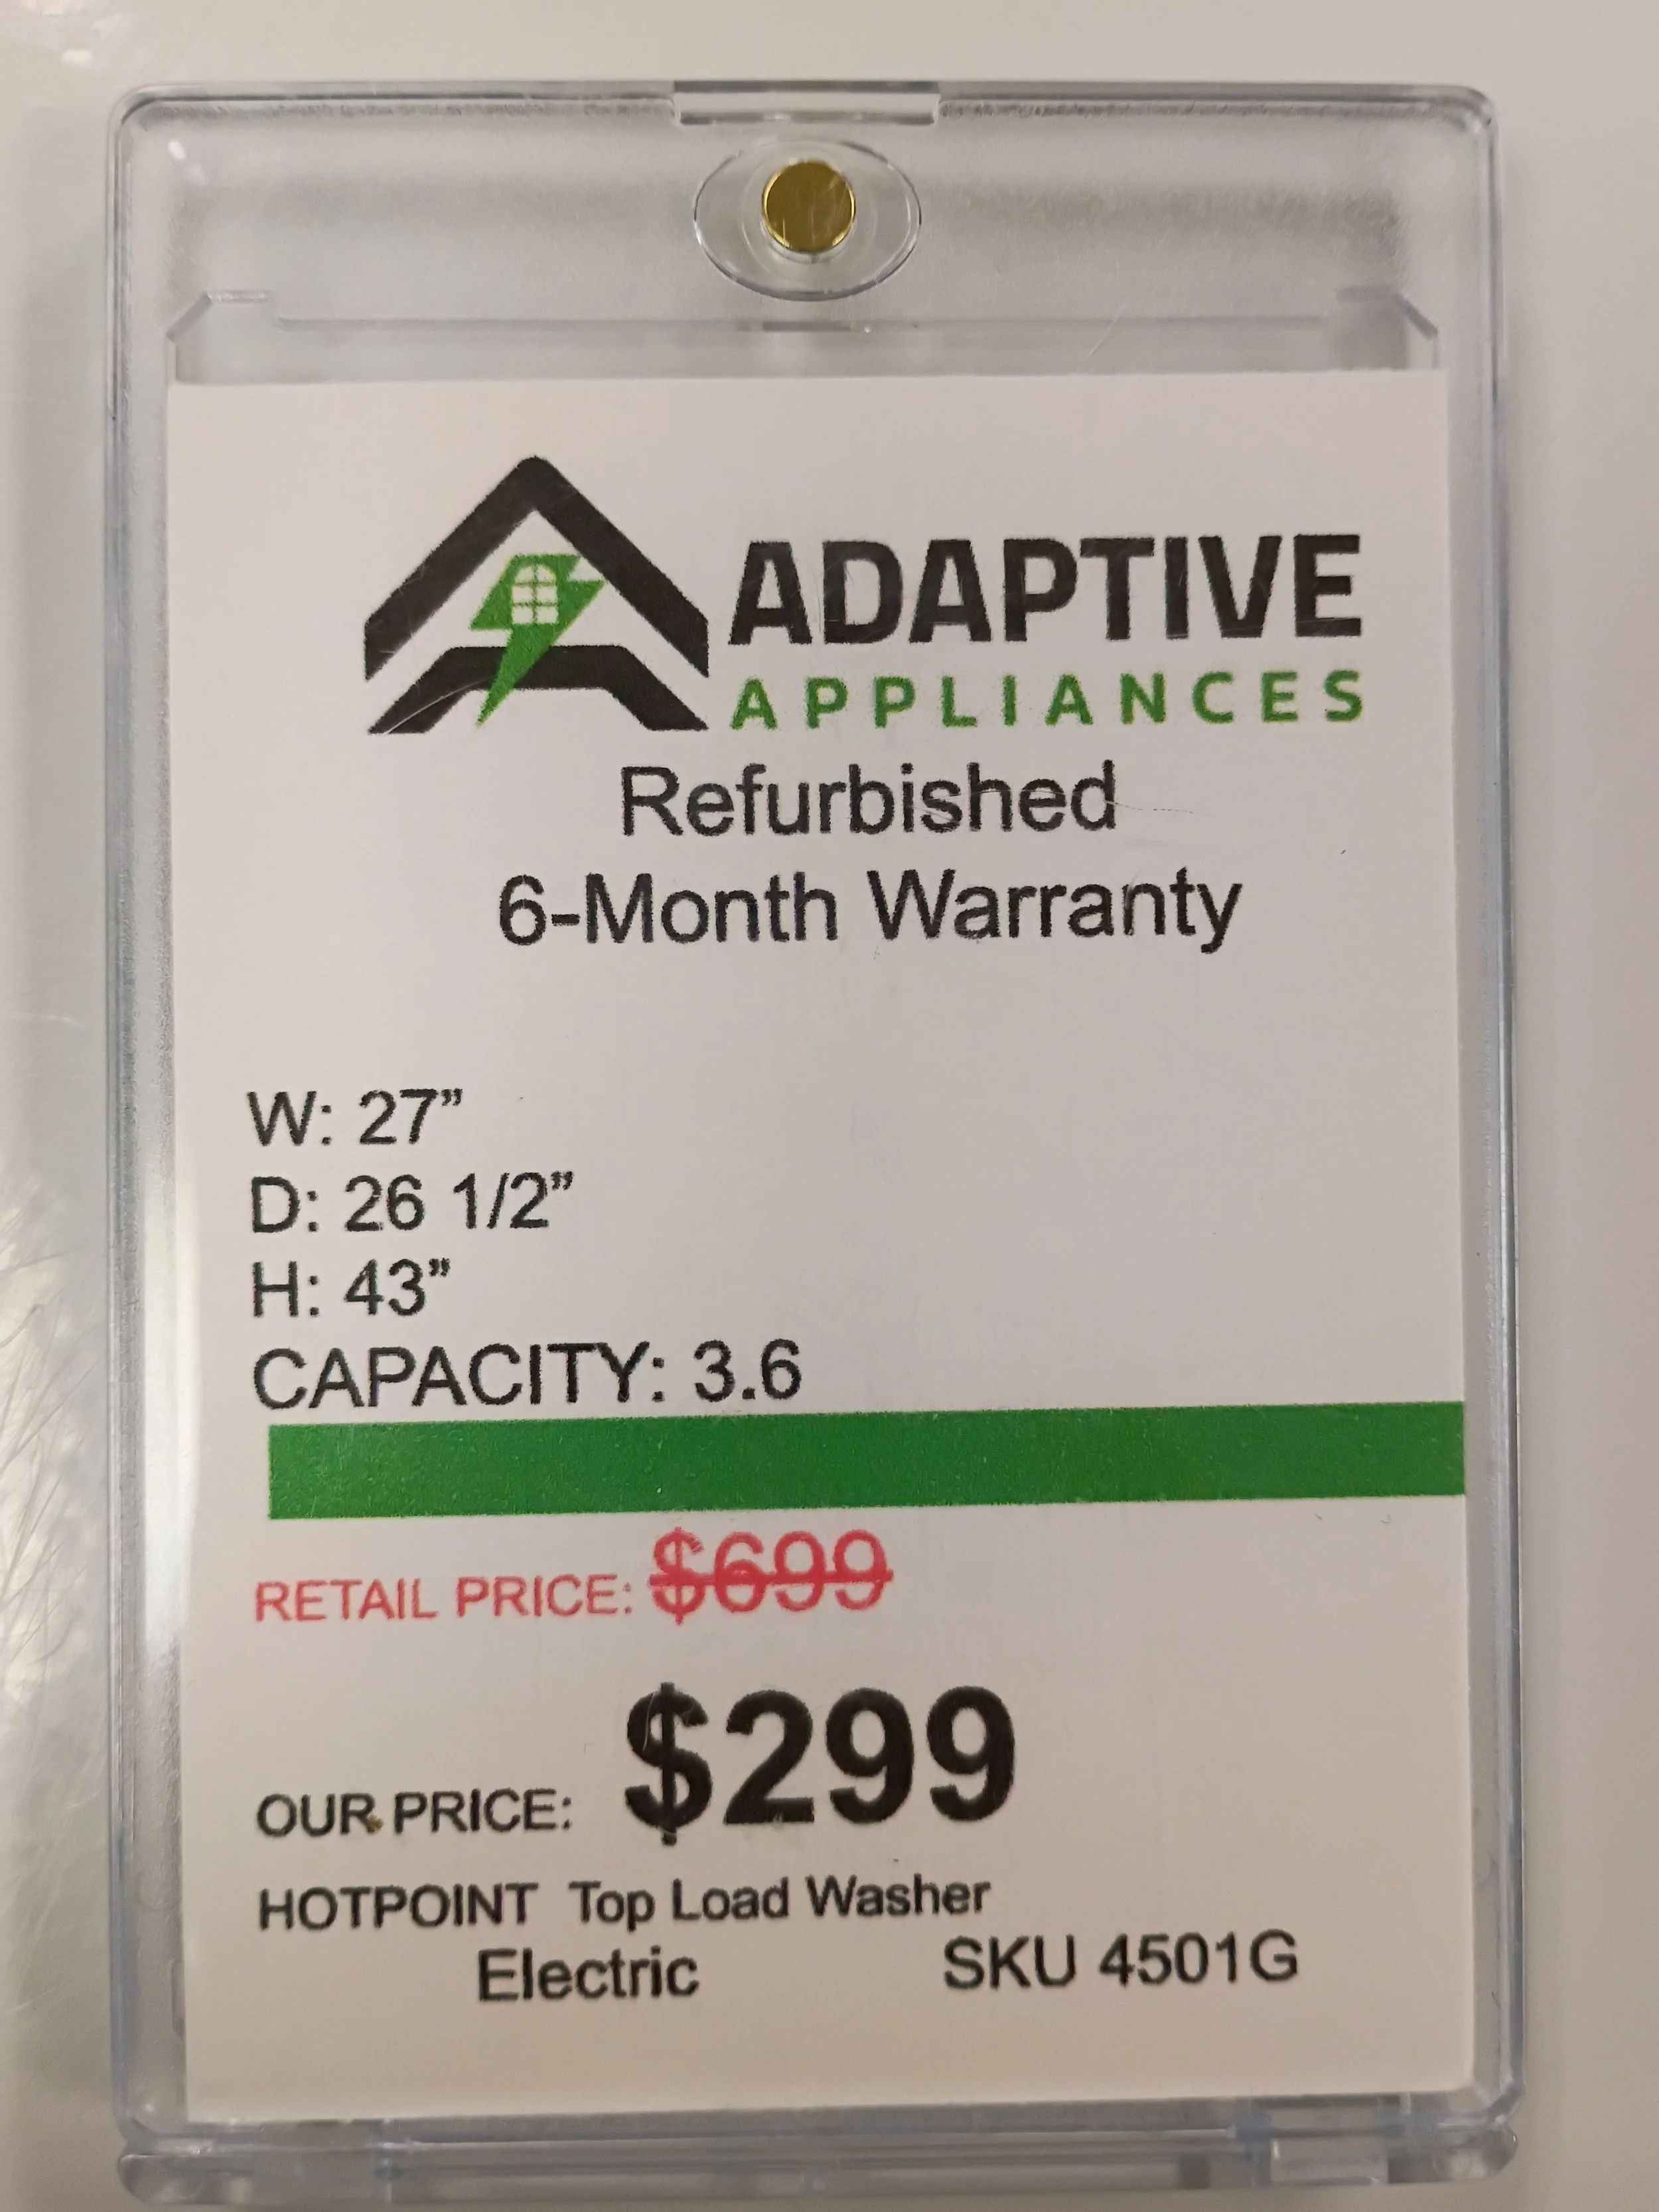 ADAPTIVE
APPLIANCES
Refurbished
6-Month Warranty
W: 27”
D: 26 1/2”
H: 43”
CAPACITY: 3.6
RETAIL PRICE: $699
OUR PRICE: $299
HOTPOINT Top Load Washer
Electric SKU 4501G